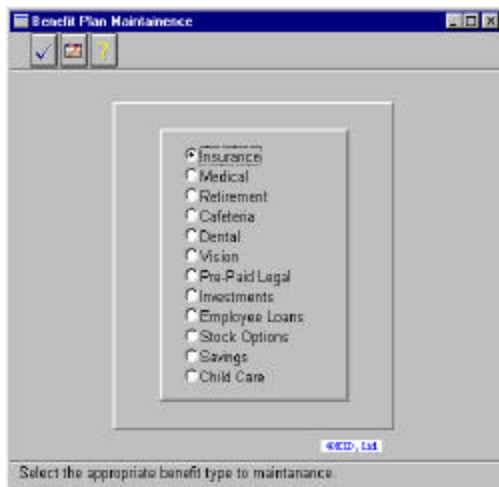 Benefit Plan Maintainence
?
Insurance
Medical
Retirement
Cafeteria
Dental
Vision
Pre-Paid Legal
Investments
Employee Loans
Stock Options
Savings
Child Care
Ltd
Select the appropriate benefit type to maintanance.